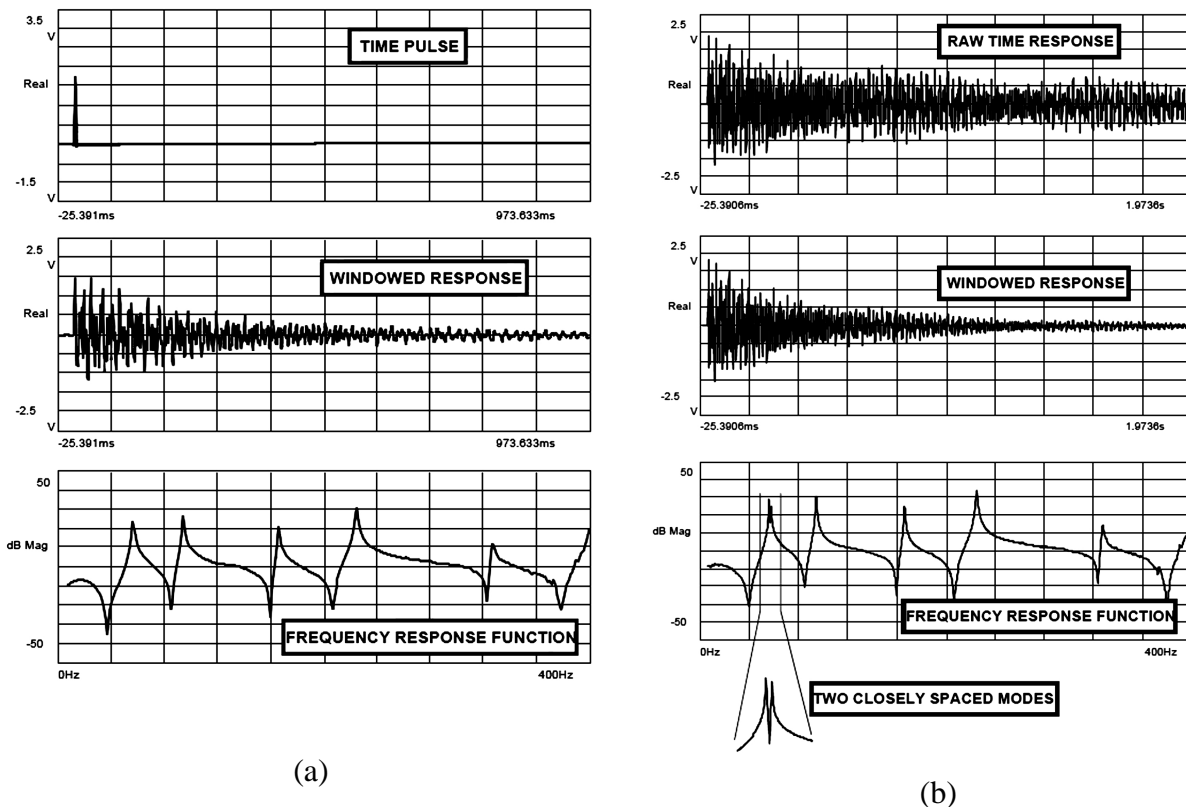 3.5
V
TIME PULSE
Real
-1.5
V
-25.391ms
973.633ms
2.5
V
WINDOWED RESPONSE
Real
-2.5
V
-25.391ms
973.633ms
50
dB Mag
-50
FREQUENCY RESPONSE FUNCTION
0Hz
400Hz
(a)
2.5
V
RAW TIME RESPONSE
Real
-2.5
V
-25.3906ms
1.9736s
2.5
V
WINDOWED RESPONSE
Real
-2.5
V
-25.3906ms
1.9736s
50
dB Mag
-50
FREQUENCY RESPONSE FUNCTION
0Hz
400Hz
TWO CLOSELY SPACED MODES
(b)